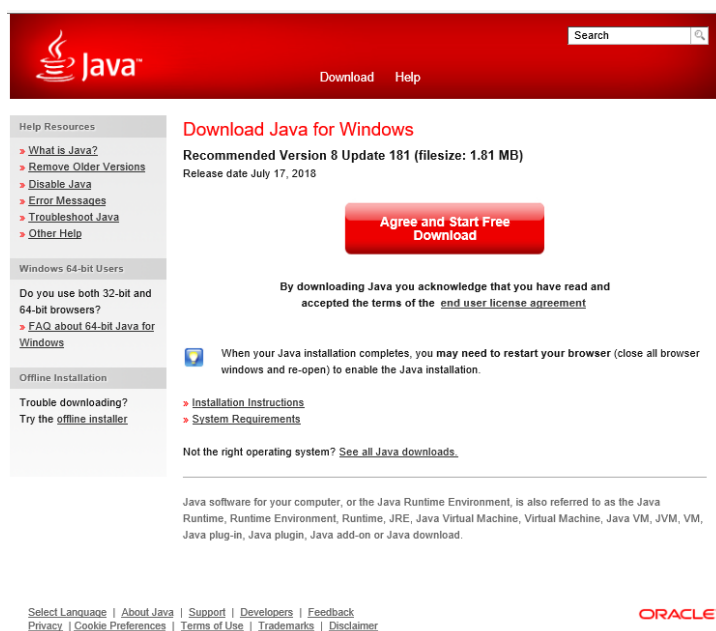 Java™
Search
Download Help
Help Resources
» What is Java?
» Remove Older Versions
» Disable Java
» Error Messages
» Troubleshoot Java
» Other Help
Windows 64-bit Users
Do you use both 32-bit and
64-bit browsers?
» FAQ about 64-bit Java for
Windows
Offline Installation
Trouble downloading?
Try the offline installer
Download Java for Windows
Recommended Version 8 Update 181 (filesize: 1.81 MB)
Release date July 17, 2018
Agree and Start Free
Download
By downloading Java you acknowledge that you have read and
accepted the terms of the end user license agreement
When your Java installation completes, you may need to restart your browser (close all browser
windows and re-open) to enable the Java installation.
» Installation Instructions
» System Requirements
Not the right operating system? See all Java downloads.
Java software for your computer, or the Java Runtime Environment, is also referred to as the Java
Runtime, Runtime Environment, Runtime, JRE, Java Virtual Machine, Virtual Machine, Java VM, JVM, VM,
Java plug-in, Java plugin, Java add-on or Java download.
Select Language | About Java | Support | Developers | Feedback
Privacy | Cookie Preferences | Terms of Use | Trademarks | Disclaimer
ORACLE